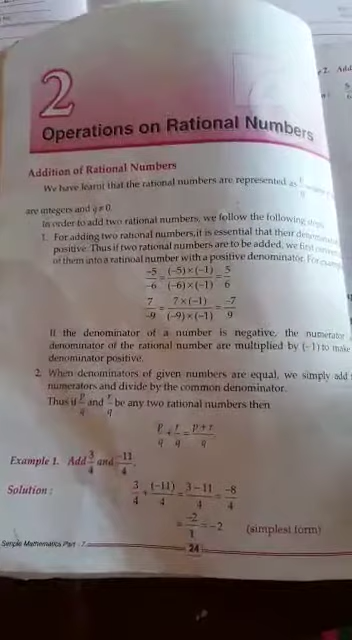 2
Operations on Rational Numbers
Addition of Rational Numbers
We have learnt that the rational numbers are represented as
are integers and q ≠ 0.
In order to add two rational numbers, we follow the following steps.
1. For adding two rational numbers, it is essential that their
positive. Thus if two rational numbers are to be added, we first
of them into a ratinoal number with a positive denominator. For
-5/-6 = (-5)×(-1)/(-6)×(-1) = 5/6
7/-9 = 7×(-1)/(-9)×(-1) = -7/9
If the denominator of a number is negative, the numerator
denominator of the rational number are multiplied by (-1) to make
denominator positive.
2. When denominators of given numbers are equal, we simply add
numerators and divide by the common denominator.
Thus if p/q and r/q be any two rational numbers then
p/q + r/q = p+r/q
Example 1. Add 3/4 and -11/4.
Solution : 3/4 + (-11)/4 = 3-11/4 = -8/4
= -2/1 = -2 (simplest form)
Simple Mathematics Part - 7
24
2. Add